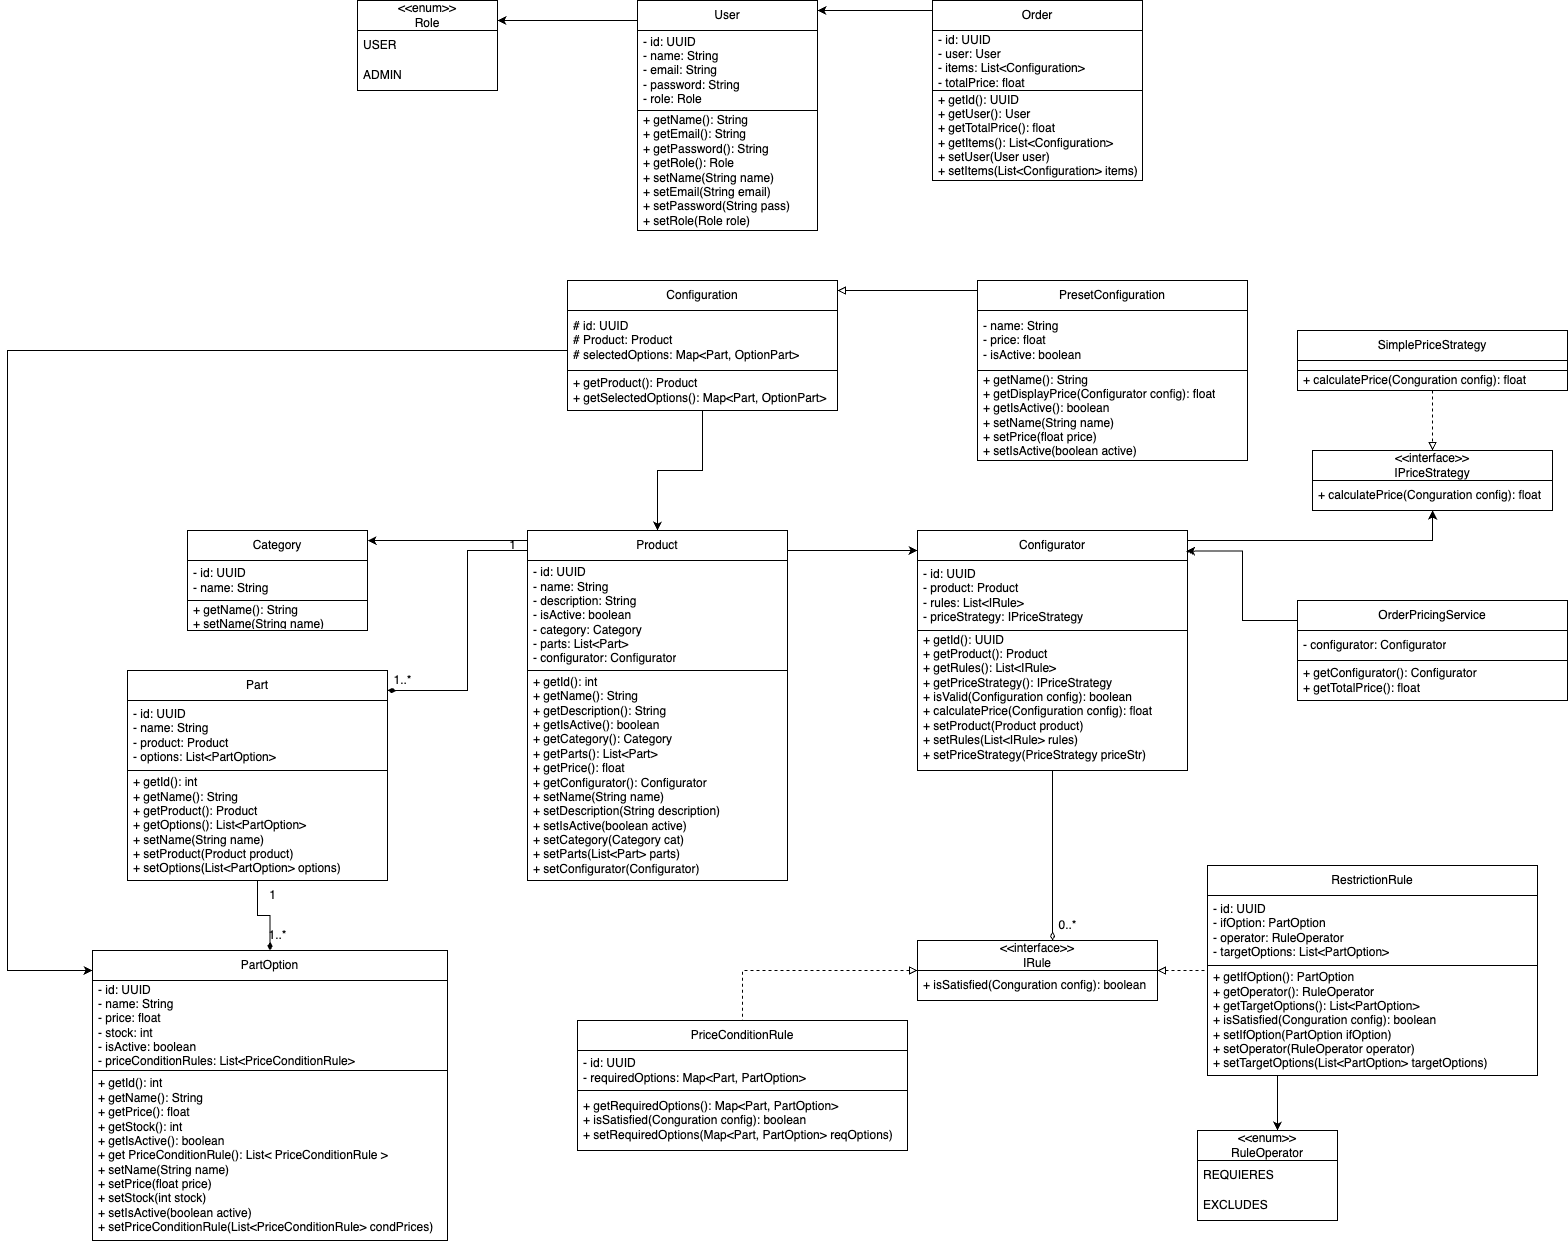 <<enum>>
Role
USER
ADMIN
User
- id: UUID
- name: String
- email: String
- password: String
- role: Role
+ getName(): String
+ getEmail(): String
+ getPassword(): String
+ getRole(): Role
+ setName(String name)
+ setEmail(String email)
+ setPassword(String pass)
+ setRole(Role role)
Order
- id: UUID
- user: User
- items: List<Configuration>
- totalPrice: float
+ getId(): UUID
+ getUser(): User
+ getTotalPrice(): float
+ getItems(): List<Configuration>
+ setUser(User user)
+ setItems(List<Configuration> items)
Configuration
# id: UUID
# Product: Product
# selectedOptions: Map<Part, OptionPart>
+ getProduct(): Product
+ getSelectedOptions(): Map<Part, OptionPart>
PresetConfiguration
- name: String
- price: float
- isActive: boolean
+ getName(): String
+ getDisplayPrice(Configurator config): float
+ getIsActive(): boolean
+ setName(String name)
+ setPrice(float price)
+ setIsActive(boolean active)
SimplePriceStrategy
+ calculatePrice(Conguration config): float
<<interface>>
IPriceStrategy
+ calculatePrice(Conguration config): float
Category
- id: UUID
- name: String
+ getName(): String
+ setName(String name)
1
Product
- id: UUID
- name: String
- description: String
- isActive: boolean
- category: Category
- parts: List<Part>
- configurator: Configurator
+ getId(): int
+ getName(): String
+ getDescription(): String
+ getIsActive(): boolean
+ getCategory(): Category
+ getParts(): List<Part>
+ getPrice(): float
+ getConfigurator(): Configurator
+ setName(String name)
+ setDescription(String description)
+ setIsActive(boolean active)
+ setCategory(Category cat)
+ setParts(List<Part> parts)
+ setConfigurator(Configurator)
Configurator
- id: UUID
- product: Product
- rules: List<IRule>
- priceStrategy: IPriceStrategy
+ getId(): UUID
+ getProduct(): Product
+ getRules(): List<IRule>
+ getPriceStrategy(): IPriceStrategy
+ isValid(Configuration config): boolean
+ calculatePrice(Configuration config): float
+ setProduct(Product product)
+ setRules(List<IRule> rules)
+ setPriceStrategy(PriceStrategy priceStr)
OrderPricingService
- configurator: Configurator
+ getConfigurator(): Configurator
+ getTotalPrice(): float
1..*
Part
- id: UUID
- name: String
- product: Product
- options: List<PartOption>
+ getId(): int
+ getName(): String
+ getProduct(): Product
+ getOptions(): List<PartOption>
+ setName(String name)
+ setProduct(Product product)
+ setOptions(List<PartOption> options)
1
1..*
PartOption
- id: UUID
- name: String
- price: float
- stock: int
- isActive: boolean
- priceConditionRules: List<PriceConditionRule>
+ getId(): int
+ getName(): String
+ getPrice(): float
+ getStock(): int
+ getIsActive(): boolean
+ get PriceConditionRule(): List< PriceConditionRule >
+ setName(String name)
+ setPrice(float price)
+ setStock(int stock)
+ setIsActive(boolean active)
+ setPriceConditionRule(List<PriceConditionRule> condPrices)
0..*
<<interface>>
IRule
+ isSatisfied(Conguration config): boolean
PriceConditionRule
- id: UUID
- requiredOptions: Map<Part, PartOption>
+ getRequiredOptions(): Map<Part, PartOption>
+ isSatisfied(Conguration config): boolean
+ setRequiredOptions(Map<Part, PartOption> reqOptions)
RestrictionRule
- id: UUID
- ifOption: PartOption
- operator: RuleOperator
- targetOptions: List<PartOption>
+ getIfOption(): PartOption
+ getOperator(): RuleOperator
+ getTargetOptions(): List<PartOption>
+ isSatisfied(Conguration config): boolean
+ setIfOption(PartOption ifOption)
+ setOperator(RuleOperator operator)
+ setTargetOptions(List<PartOption> targetOptions)
<<enum>>
RuleOperator
REQUIERES
EXCLUDES